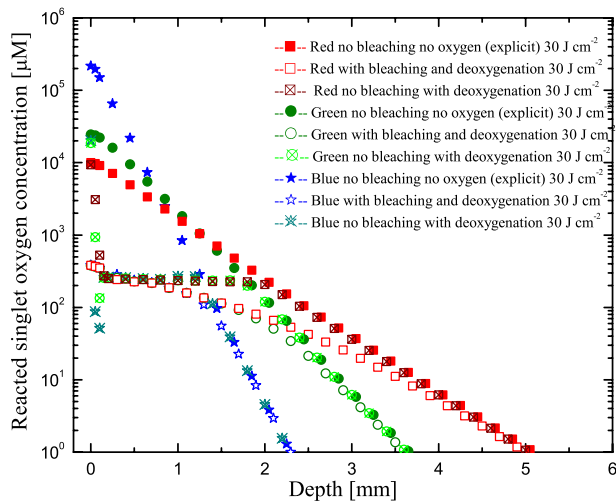 Reacted singlet oxygen concentration [μM]
10⁶
10⁵
10⁴
10³
10²
10¹
10⁰
Red no bleaching no oxygen (explicit) 30 J cm⁻²
Red with bleaching and deoxygenation 30 J cm⁻²
Red no bleaching with deoxygenation 30 J cm⁻²
Green no bleaching no oxygen (explicit) 30 J cm⁻²
Green with bleaching and deoxygenation 30 J cm⁻²
Green no bleaching with deoxygenation 30 J cm⁻²
Blue no bleaching no oxygen (explicit) 30 J cm⁻²
Blue with bleaching and deoxygenation 30 J cm⁻²
Blue no bleaching with deoxygenation 30 J cm⁻²
0 1 2 3 4 5 6
Depth [mm]